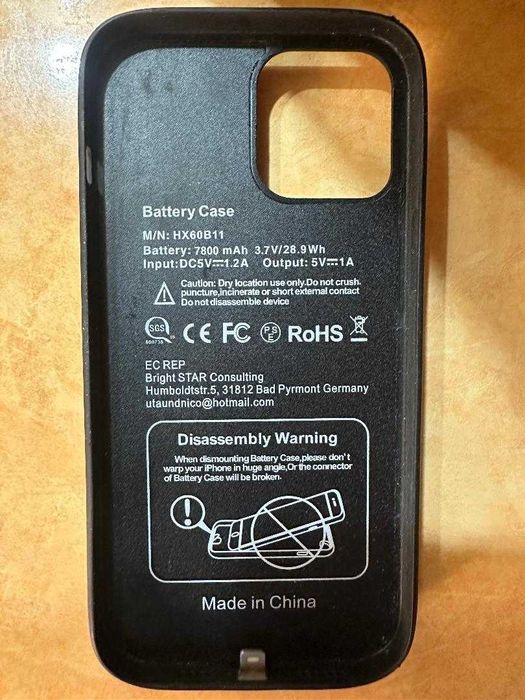 Battery Case
M/N: HX60B11
Battery: 7800 mAh 3.7V/28.9Wh
Input:DC5V⎓1.2A Output: 5V⎓1A
Caution: Dry location use only.Do not crush.
puncture,incinerate or short external contact
Do not disassemble device
SGS CE FC PSE RoHS
EC REP
Bright STAR Consulting
Humboldtstr.5, 31812 Bad Pyrmont Germany
utaundnico@hotmail.com
Disassembly Warning
When dismounting Battery Case,please don't
warp your iPhone in huge angle,Or the connector
of Battery Case will be broken.
Made in China